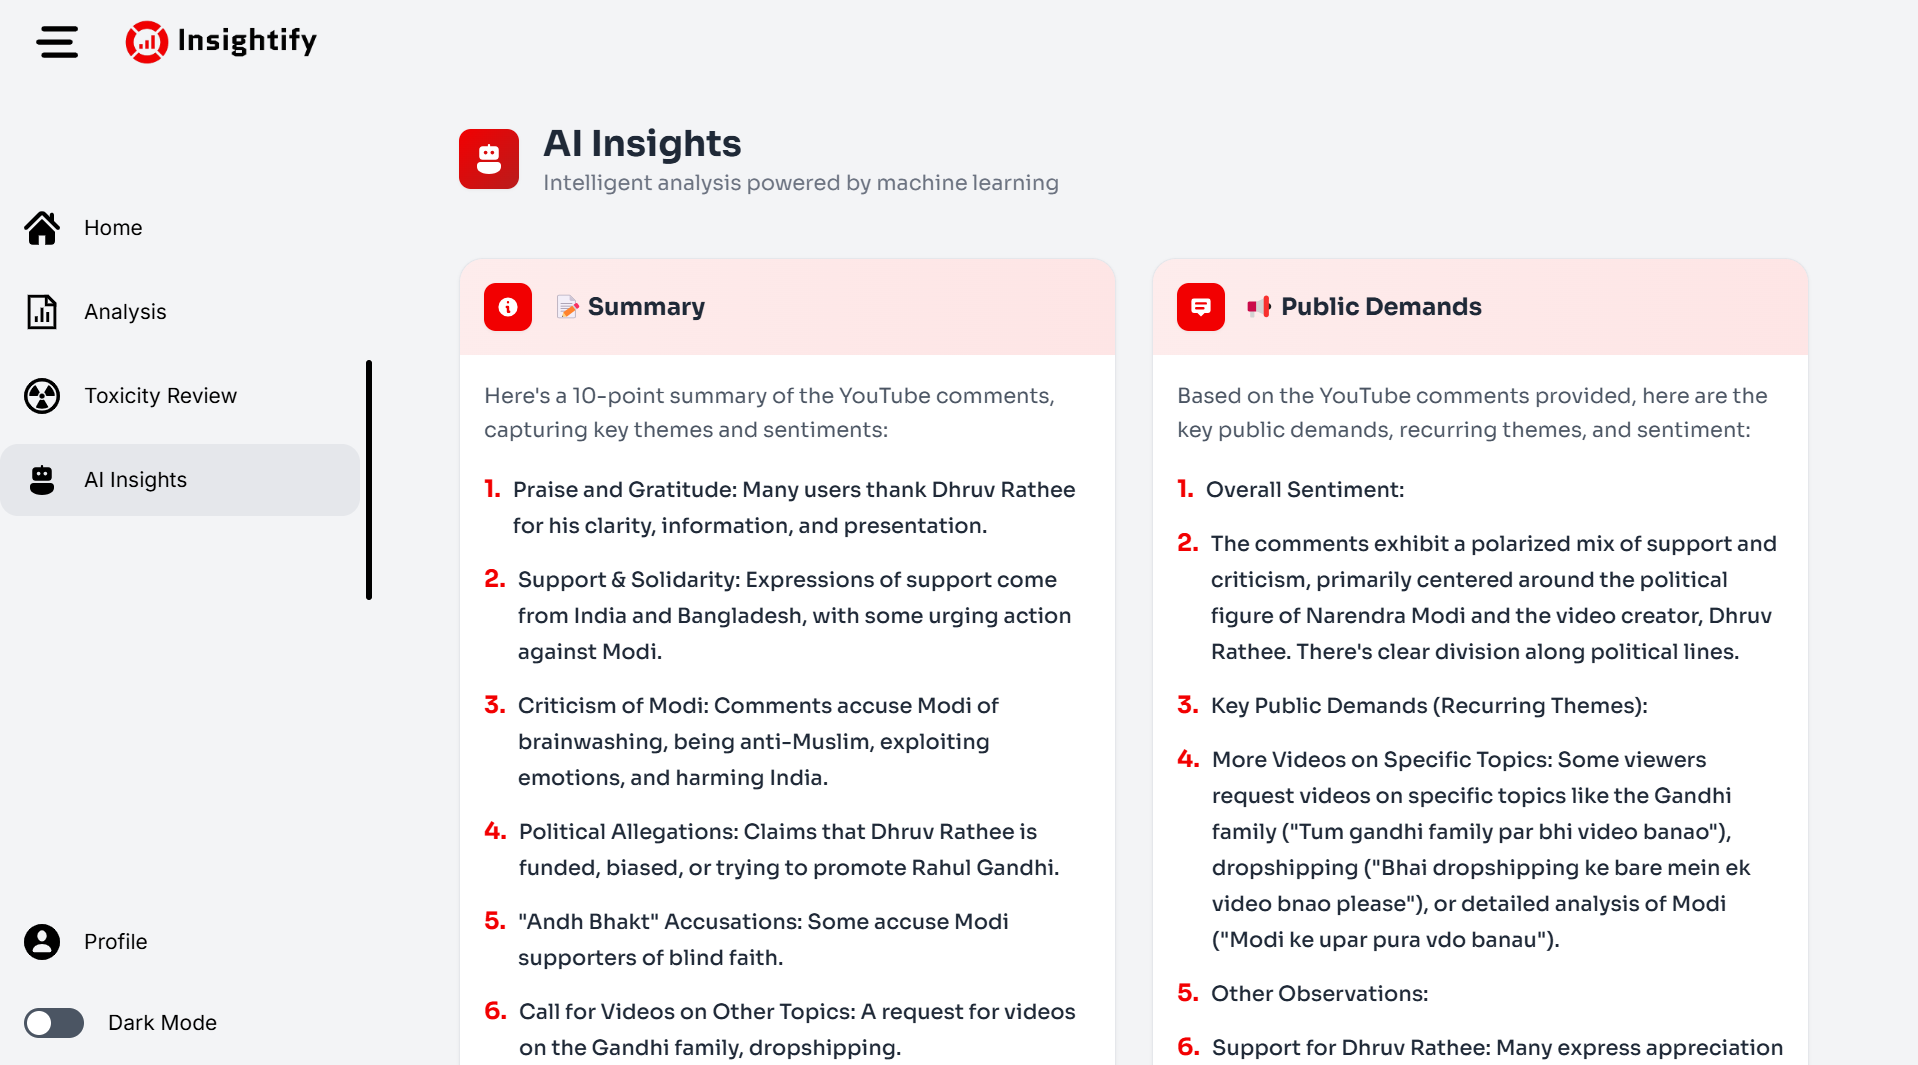 Insightify
Home
Analysis
Toxicity Review
AI Insights
Profile
Dark Mode
AI Insights
Intelligent analysis powered by machine learning
Summary
Here's a 10-point summary of the YouTube comments,
capturing key themes and sentiments:
1. Praise and Gratitude: Many users thank Dhruv Rathee
for his clarity, information, and presentation.
2. Support & Solidarity: Expressions of support come
from India and Bangladesh, with some urging action
against Modi.
3. Criticism of Modi: Comments accuse Modi of
brainwashing, being anti-Muslim, exploiting
emotions, and harming India.
4. Political Allegations: Claims that Dhruv Rathee is
funded, biased, or trying to promote Rahul Gandhi.
5. "Andh Bhakt" Accusations: Some accuse Modi
supporters of blind faith.
6. Call for Videos on Other Topics: A request for videos
on the Gandhi family, dropshipping.
Public Demands
Based on the YouTube comments provided, here are the
key public demands, recurring themes, and sentiment:
1. Overall Sentiment:
2. The comments exhibit a polarized mix of support and
criticism, primarily centered around the political
figure of Narendra Modi and the video creator, Dhruv
Rathee. There's clear division along political lines.
3. Key Public Demands (Recurring Themes):
4. More Videos on Specific Topics: Some viewers
request videos on specific topics like the Gandhi
family ("Tum gandhi family par bhi video banao"),
dropshipping ("Bhai dropshipping ke bare mein ek
video bnao please"), or detailed analysis of Modi
("Modi ke upar pura vdo banau").
5. Other Observations:
6. Support for Dhruv Rathee: Many express appreciation